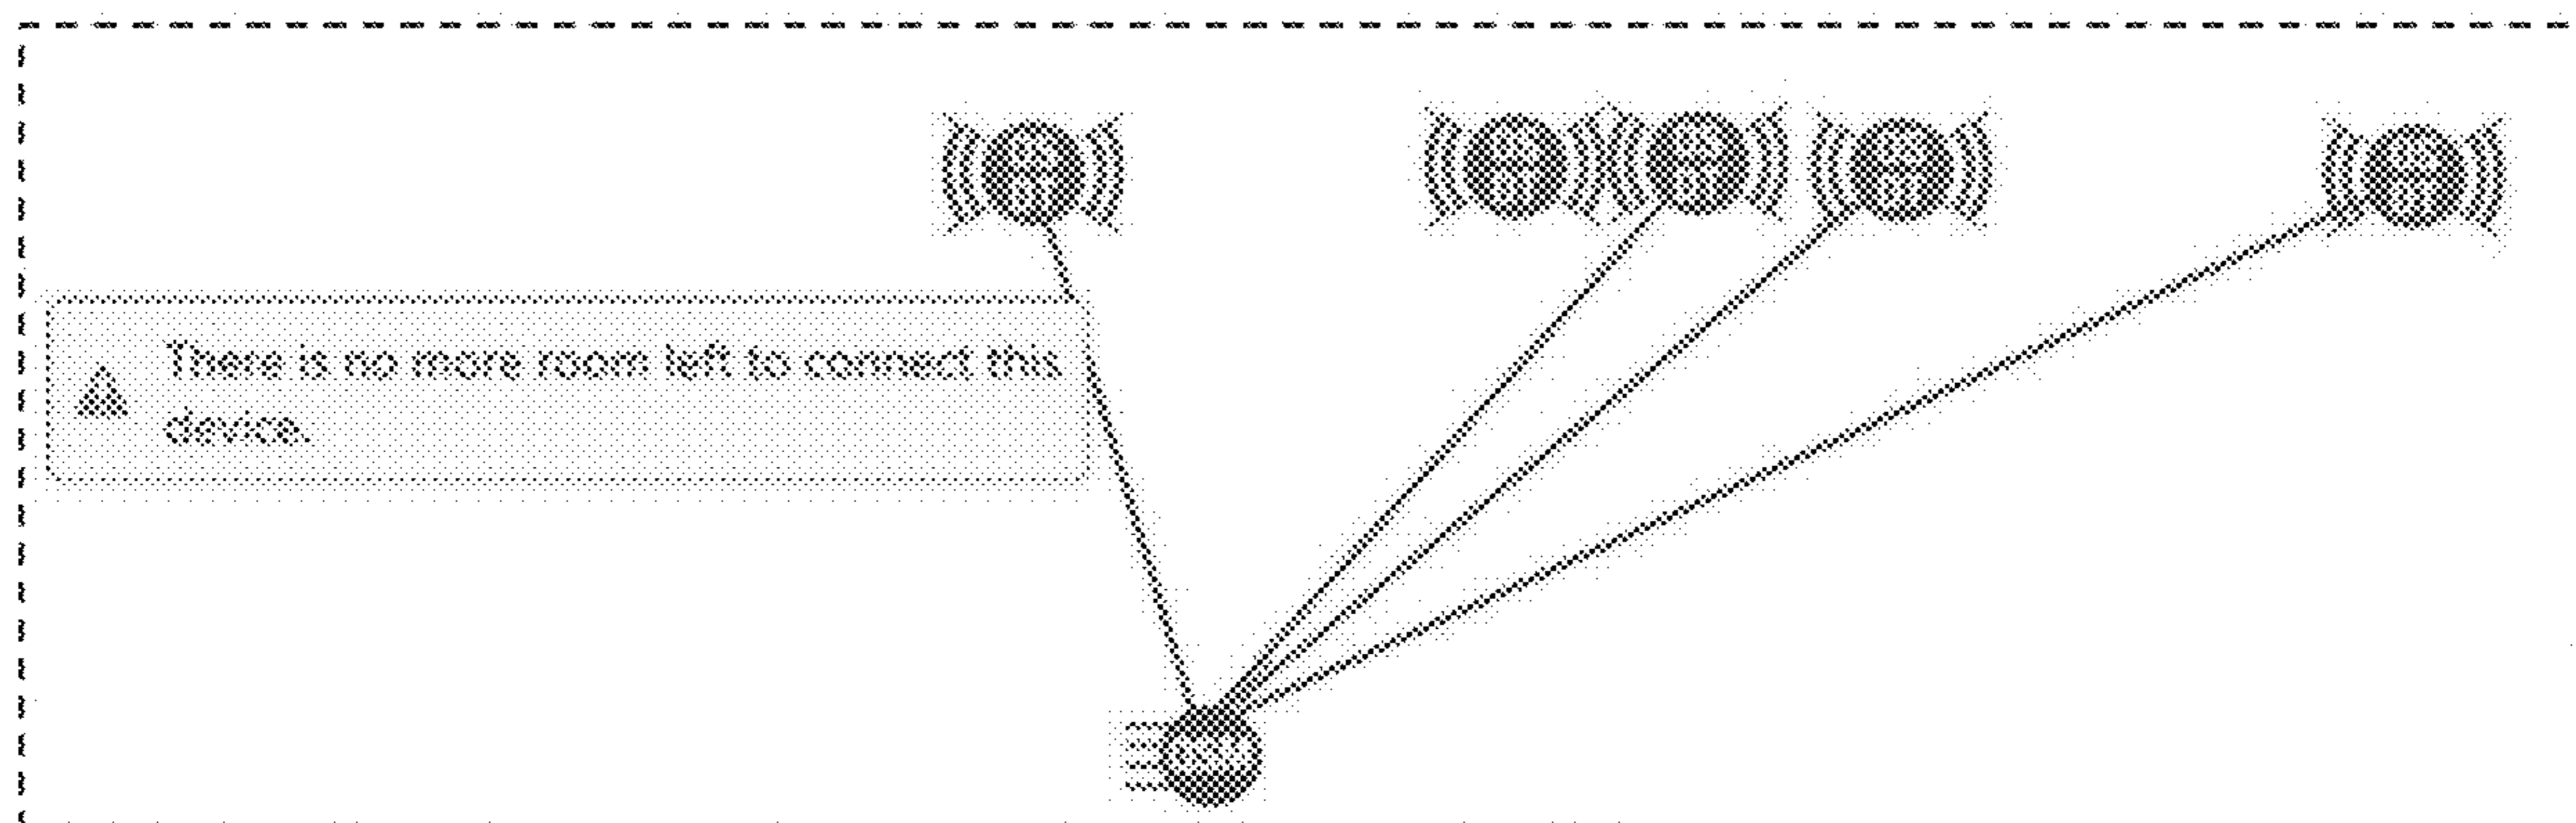 There is no more room left to connect this
device.